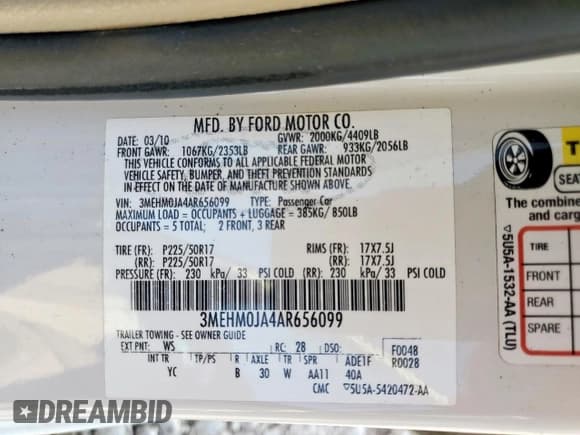 MFD. BY FORD MOTOR CO.
DATE: 03/10 GVWR: 2000KG/4409LB
FRONT GAWR: 1067KG/2353LB REAR GAWR: 933KG/2056LB
THIS VEHICLE CONFORMS TO ALL APPLICABLE FEDERAL MOTOR
VEHICLE SAFETY, BUMPER, AND THEFT PREVENTION STANDARDS
IN EFFECT ON THE DATE OF MANUFACTURE SHOWN ABOVE.
VIN: 3MEHM0JA4AR656099 TYPE: Passenger Car
MAXIMUM LOAD = OCCUPANTS + LUGGAGE = 385KG/ 850LB
OCCUPANTS = 5 TOTAL; 2 FRONT, 3 REAR
TIRE (FR): P225/50R17 RIMS (FR): 17X7.5J
(RR): P225/50R17 (RR): 17X7.5J
PRESSURE (FR): 230 kPa/ 33 PSI COLD (RR): 230 kPa/ 33 PSI COLD
3MEHM0JA4AR656099
TRAILER TOWING - SEE OWNER GUIDE
EXT PNT: WS RC: 28 DSO: F0048
INT TR TP/PS R AXLE TR SPR ADE1F R0028
YC B 30 W AA11 40A
CMC ▽5U5A-5420472-AA
T
SEAT
The combine
and carg
TIRE
FRONT
REAR
SPARE
▽5U5A-1532-AA (TLU)
DREAMBID